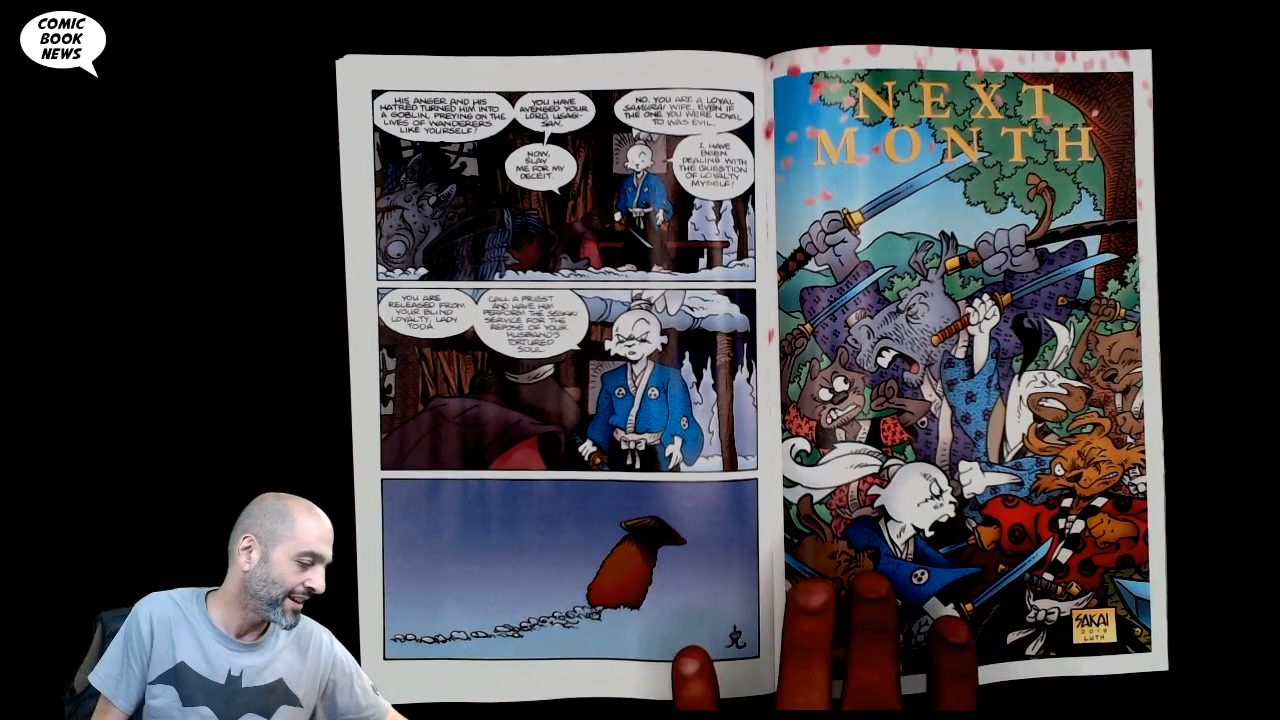 COMIC
BOOK
NEWS
HIS ANGER AND HIS
HATRED TURNED HIM INTO
A GOBLIN, PREYING ON THE
LIVES OF WANDERERS
LIKE YOURSELF!
YOU HAVE
AVENGED YOUR
LORD, USAGI-
SAN.
NOW,
SLAY
ME FOR MY
DECEIT.
NO. YOU ARE A LOYAL
SAMURAI WIFE, EVEN IF
THE ONE YOU WERE LOYAL
TO WAS EVIL.
I HAVE
BEEN
DEALING WITH
THE QUESTION
OF LOYALTY
MYSELF!
YOU ARE
RELEASED FROM
YOUR BLIND
LOYALTY, LADY
TODA.
CALL A PRIEST
AND HAVE HIM
PERFORM THE SEGAKI
SERVICE FOR THE
REPOSE OF YOUR
HUSBAND'S
TORTURED
SOUL.
NEXT
MONTH
SAKAI
2019
LUTH